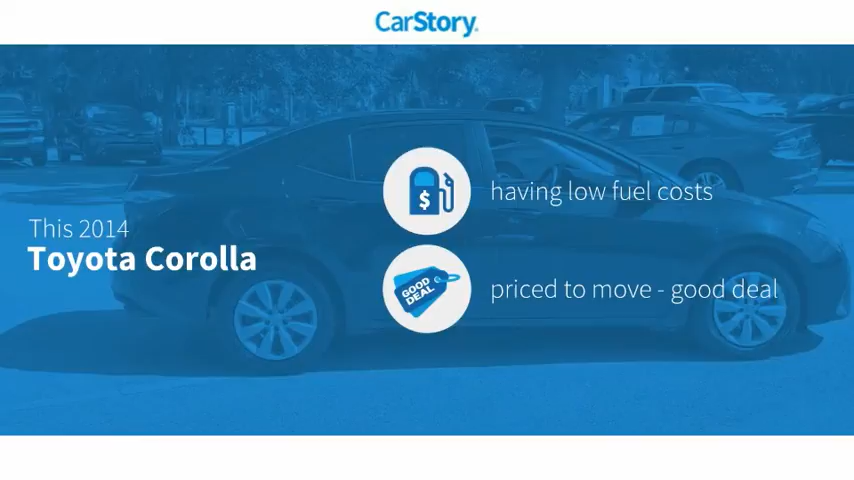 CarStory
This 2014
Toyota Corolla
$
having low fuel costs
GOOD
DEAL
priced to move - good deal